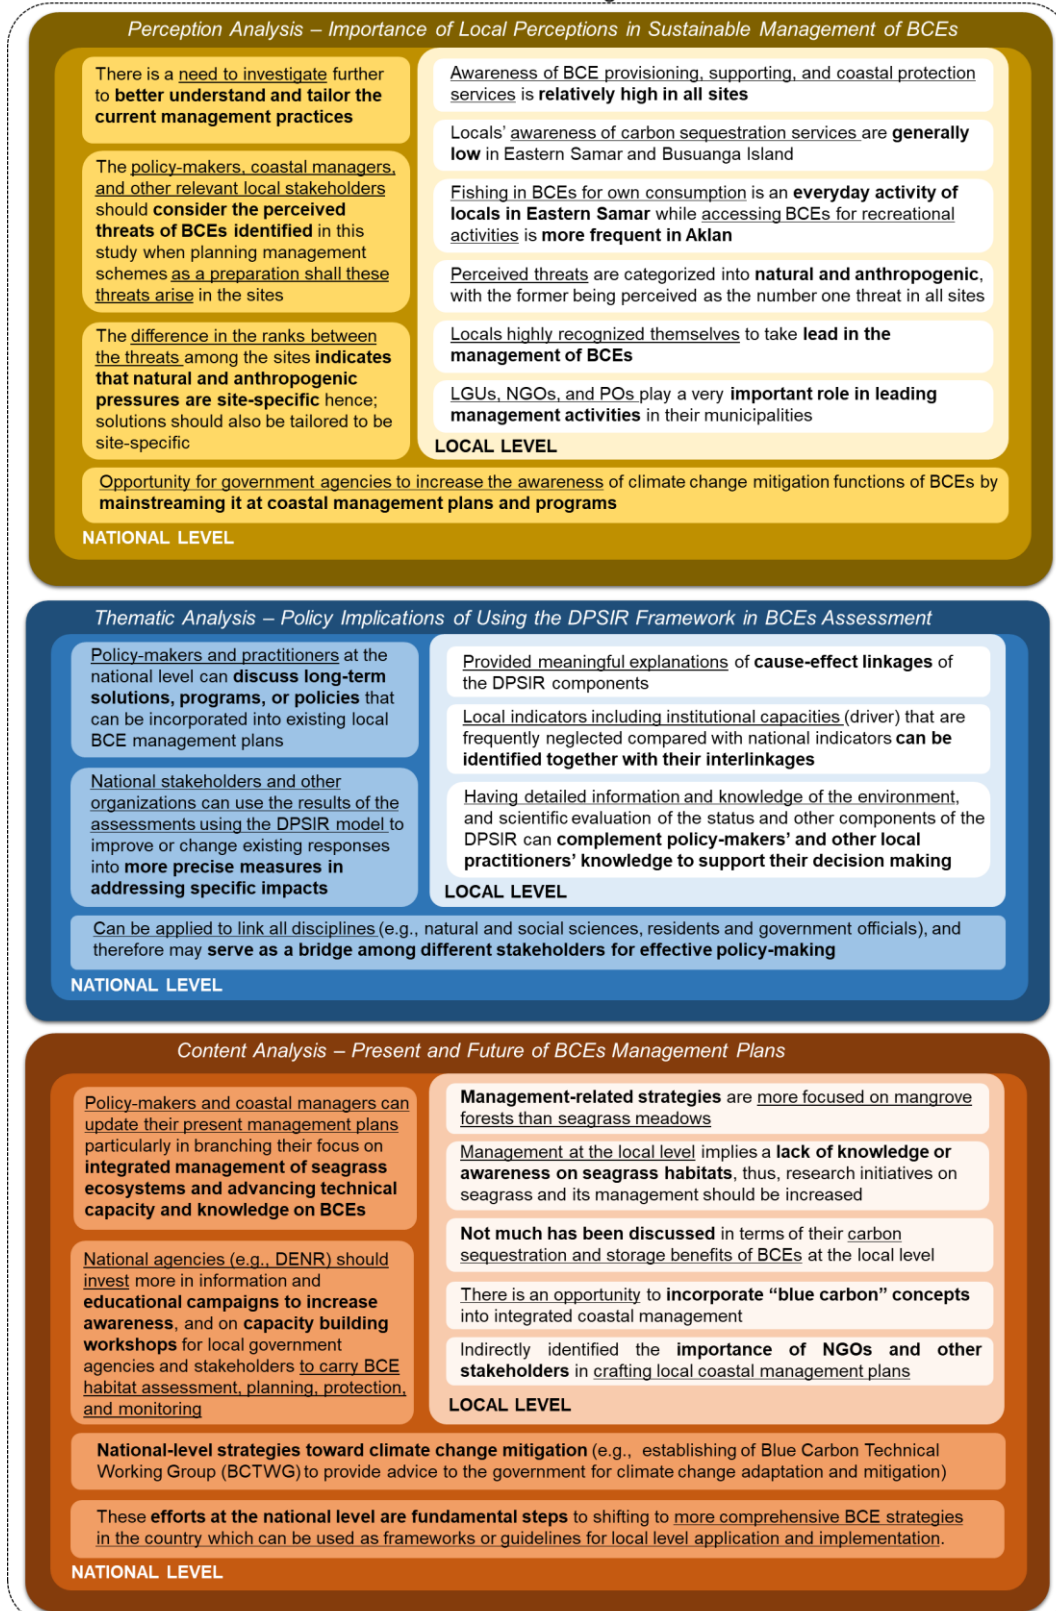 Perception Analysis – Importance of Local Perceptions in Sustainable Management of BCEs
There is a need to investigate further
to better understand and tailor the
current management practices
The policy-makers, coastal managers,
and other relevant local stakeholders
should consider the perceived
threats of BCEs identified in this
study when planning management
schemes as a preparation shall these
threats arise in the sites
The difference in the ranks between
the threats among the sites indicates
that natural and anthropogenic
pressures are site-specific hence;
solutions should also be tailored to be
site-specific
Awareness of BCE provisioning, supporting, and coastal protection
services is relatively high in all sites
Locals' awareness of carbon sequestration services are generally
low in Eastern Samar and Busuanga Island
Fishing in BCEs for own consumption is an everyday activity of
locals in Eastern Samar while accessing BCEs for recreational
activities is more frequent in Aklan
Perceived threats are categorized into natural and anthropogenic,
with the former being perceived as the number one threat in all sites
Locals highly recognized themselves to take lead in the
management of BCEs
LGUs, NGOs, and POs play a very important role in leading
management activities in their municipalities
LOCAL LEVEL
Opportunity for government agencies to increase the awareness of climate change mitigation functions of BCEs by
mainstreaming it at coastal management plans and programs
NATIONAL LEVEL
Thematic Analysis – Policy Implications of Using the DPSIR Framework in BCEs Assessment
Policy-makers and practitioners at the
national level can discuss long-term
solutions, programs, or policies that
can be incorporated into existing local
BCE management plans
National stakeholders and other
organizations can use the results of the
assessments using the DPSIR model to
improve or change existing responses
into more precise measures in
addressing specific impacts
Provided meaningful explanations of cause-effect linkages of
the DPSIR components
Local indicators including institutional capacities (driver) that are
frequently neglected compared with national indicators can be
identified together with their interlinkages
Having detailed information and knowledge of the environment,
and scientific evaluation of the status and other components of the
DPSIR can complement policy-makers' and other local
practitioners' knowledge to support their decision making
LOCAL LEVEL
Can be applied to link all disciplines (e.g., natural and social sciences, residents and government officials), and
therefore may serve as a bridge among different stakeholders for effective policy-making
NATIONAL LEVEL
Content Analysis – Present and Future of BCEs Management Plans
Policy-makers and coastal managers can
update their present management plans
particularly in branching their focus on
integrated management of seagrass
ecosystems and advancing technical
capacity and knowledge on BCEs
National agencies (e.g., DENR) should
invest more in information and
educational campaigns to increase
awareness, and on capacity building
workshops for local government
agencies and stakeholders to carry BCE
habitat assessment, planning, protection,
and monitoring
Management-related strategies are more focused on mangrove
forests than seagrass meadows
Management at the local level implies a lack of knowledge or
awareness on seagrass habitats, thus, research initiatives on
seagrass and its management should be increased
Not much has been discussed in terms of their carbon
sequestration and storage benefits of BCEs at the local level
There is an opportunity to incorporate “blue carbon” concepts
into integrated coastal management
Indirectly identified the importance of NGOs and other
stakeholders in crafting local coastal management plans
LOCAL LEVEL
National-level strategies toward climate change mitigation (e.g., establishing of Blue Carbon Technical
Working Group (BCTWG) to provide advice to the government for climate change adaptation and mitigation)
These efforts at the national level are fundamental steps to shifting to more comprehensive BCE strategies
in the country which can be used as frameworks or guidelines for local level application and implementation.
NATIONAL LEVEL